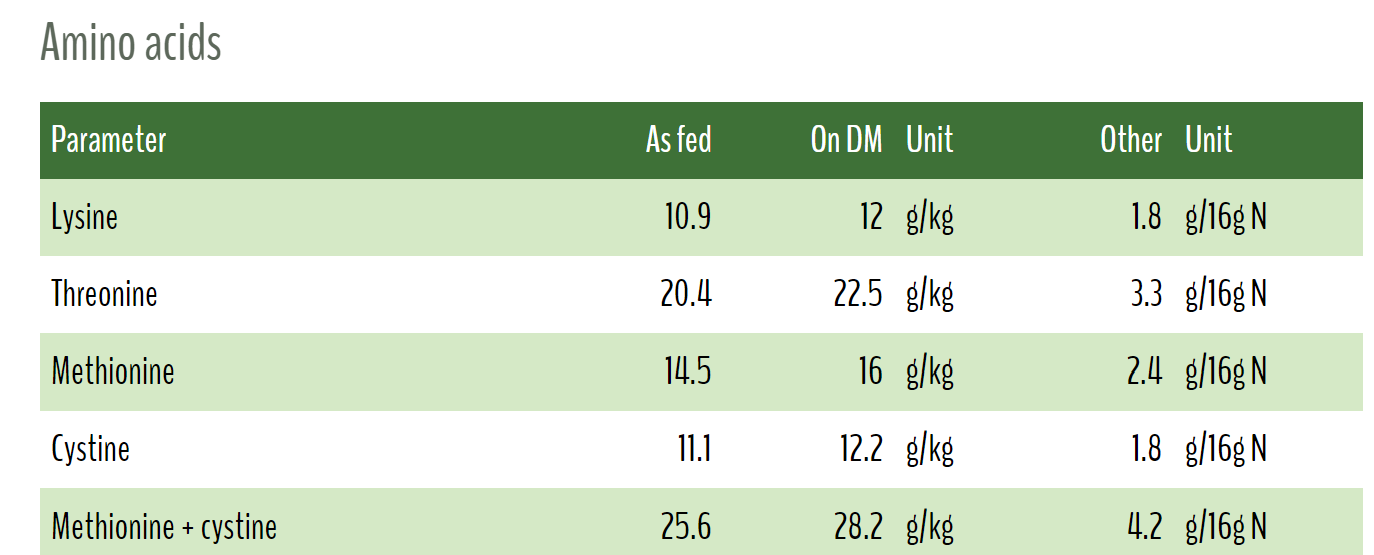 Amino acids
Parameter As fed On DM Unit Other Unit
Lysine 10.9 12 g/kg 1.8 g/16g N
Threonine 20.4 22.5 g/kg 3.3 g/16g N
Methionine 14.5 16 g/kg 2.4 g/16g N
Cystine 11.1 12.2 g/kg 1.8 g/16g N
Methionine + cystine 25.6 28.2 g/kg 4.2 g/16g N